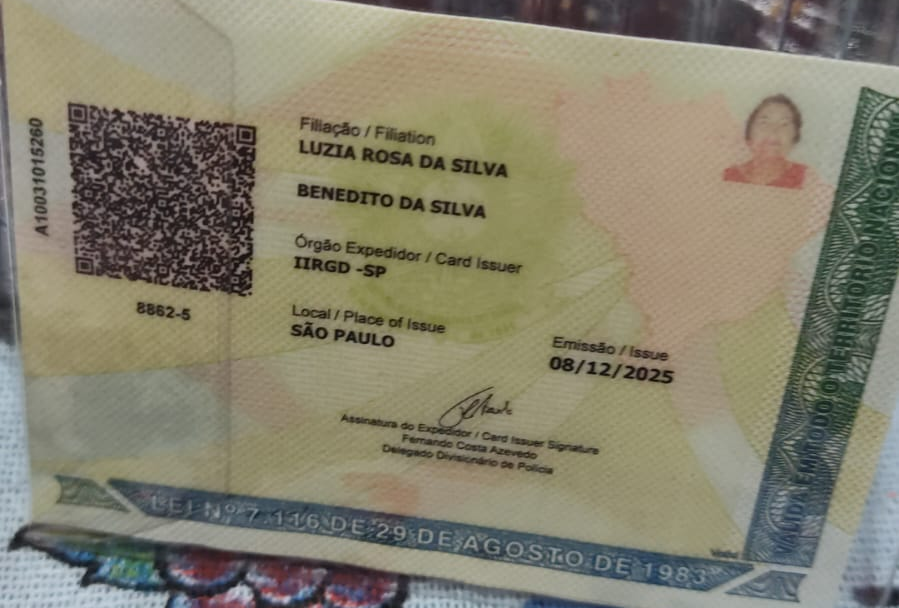 A10031015260
8862-5
Filiação / Filiation
LUZIA ROSA DA SILVA
BENEDITO DA SILVA
Órgão Expedidor / Card Issuer
IIRGD -SP
Local / Place of Issue
SÃO PAULO
Emissão / Issue
08/12/2025
Assinatura do Expedidor / Card Issuer Signature
Fernando Costa Azevedo
Delegado Divisionário de Polícia
LEI Nº 7.116 DE 29 DE AGOSTO DE 1983
VÁLIDA EM TODO O TERRITÓRIO NACIONAL